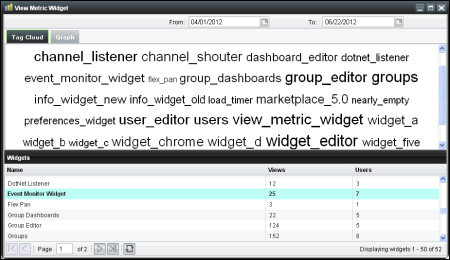 View Metric Widget
From: 04/01/2012 To: 06/22/2012
Tag Cloud Graph
channel_listener channel_shouter dashboard_editor dotnet_listener
event_monitor_widget flex_pan group_dashboards group_editor groups
info_widget_new info_widget_old load_timer marketplace_5.0 nearly_empty
preferences_widget user_editor users view_metric_widget widget_a
widget_b widget_c widget_chrome widget_d widget_editor widget_five
Widgets
Name Views Users
DotNet Listener 12 3
Event Monitor Widget 25 7
Flex Pan 3 1
Group Dashboards 22 5
Group Editor 124 5
Groups 152 6
Page 1 of 2 Displaying widgets 1 - 50 of 52